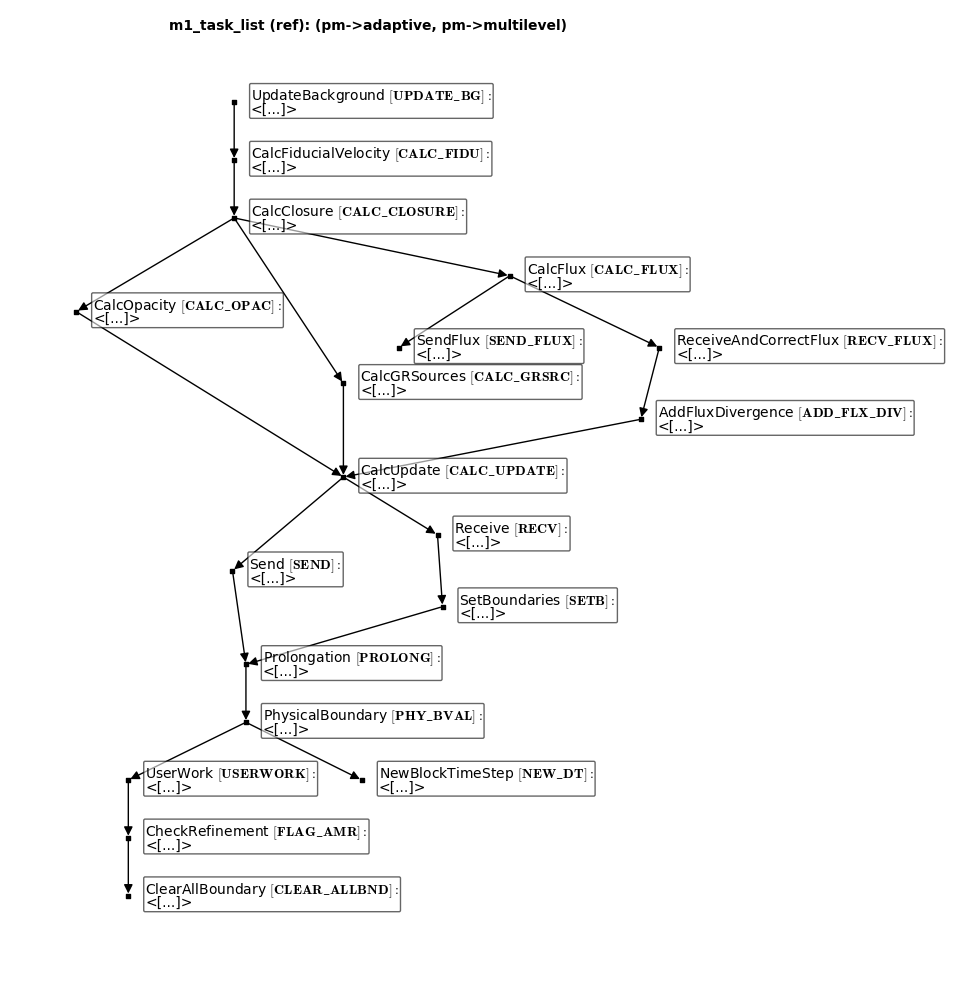 m1_task_list (ref): (pm->adaptive, pm->multilevel)
UpdateBackground [UPDATE_BG]:
<[...]>
CalcFiducialVelocity [CALC_FIDU]:
<[...]>
CalcClosure [CALC_CLOSURE]:
<[...]>
CalcFlux [CALC_FLUX]:
<[...]>
CalcOpacity [CALC_OPAC]:
<[...]>
SendFlux [SEND_FLUX]:
<[...]>
ReceiveAndCorrectFlux [RECV_FLUX]:
<[...]>
CalcGRSources [CALC_GRSRC]:
<[...]>
AddFluxDivergence [ADD_FLX_DIV]:
<[...]>
CalcUpdate [CALC_UPDATE]:
<[...]>
Receive [RECV]:
<[...]>
Send [SEND]:
<[...]>
SetBoundaries [SETB]:
<[...]>
Prolongation [PROLONG]:
<[...]>
PhysicalBoundary [PHY_BVAL]:
<[...]>
UserWork [USERWORK]:
<[...]>
NewBlockTimeStep [NEW_DT]:
<[...]>
CheckRefinement [FLAG_AMR]:
<[...]>
ClearAllBoundary [CLEAR_ALLBND]:
<[...]>